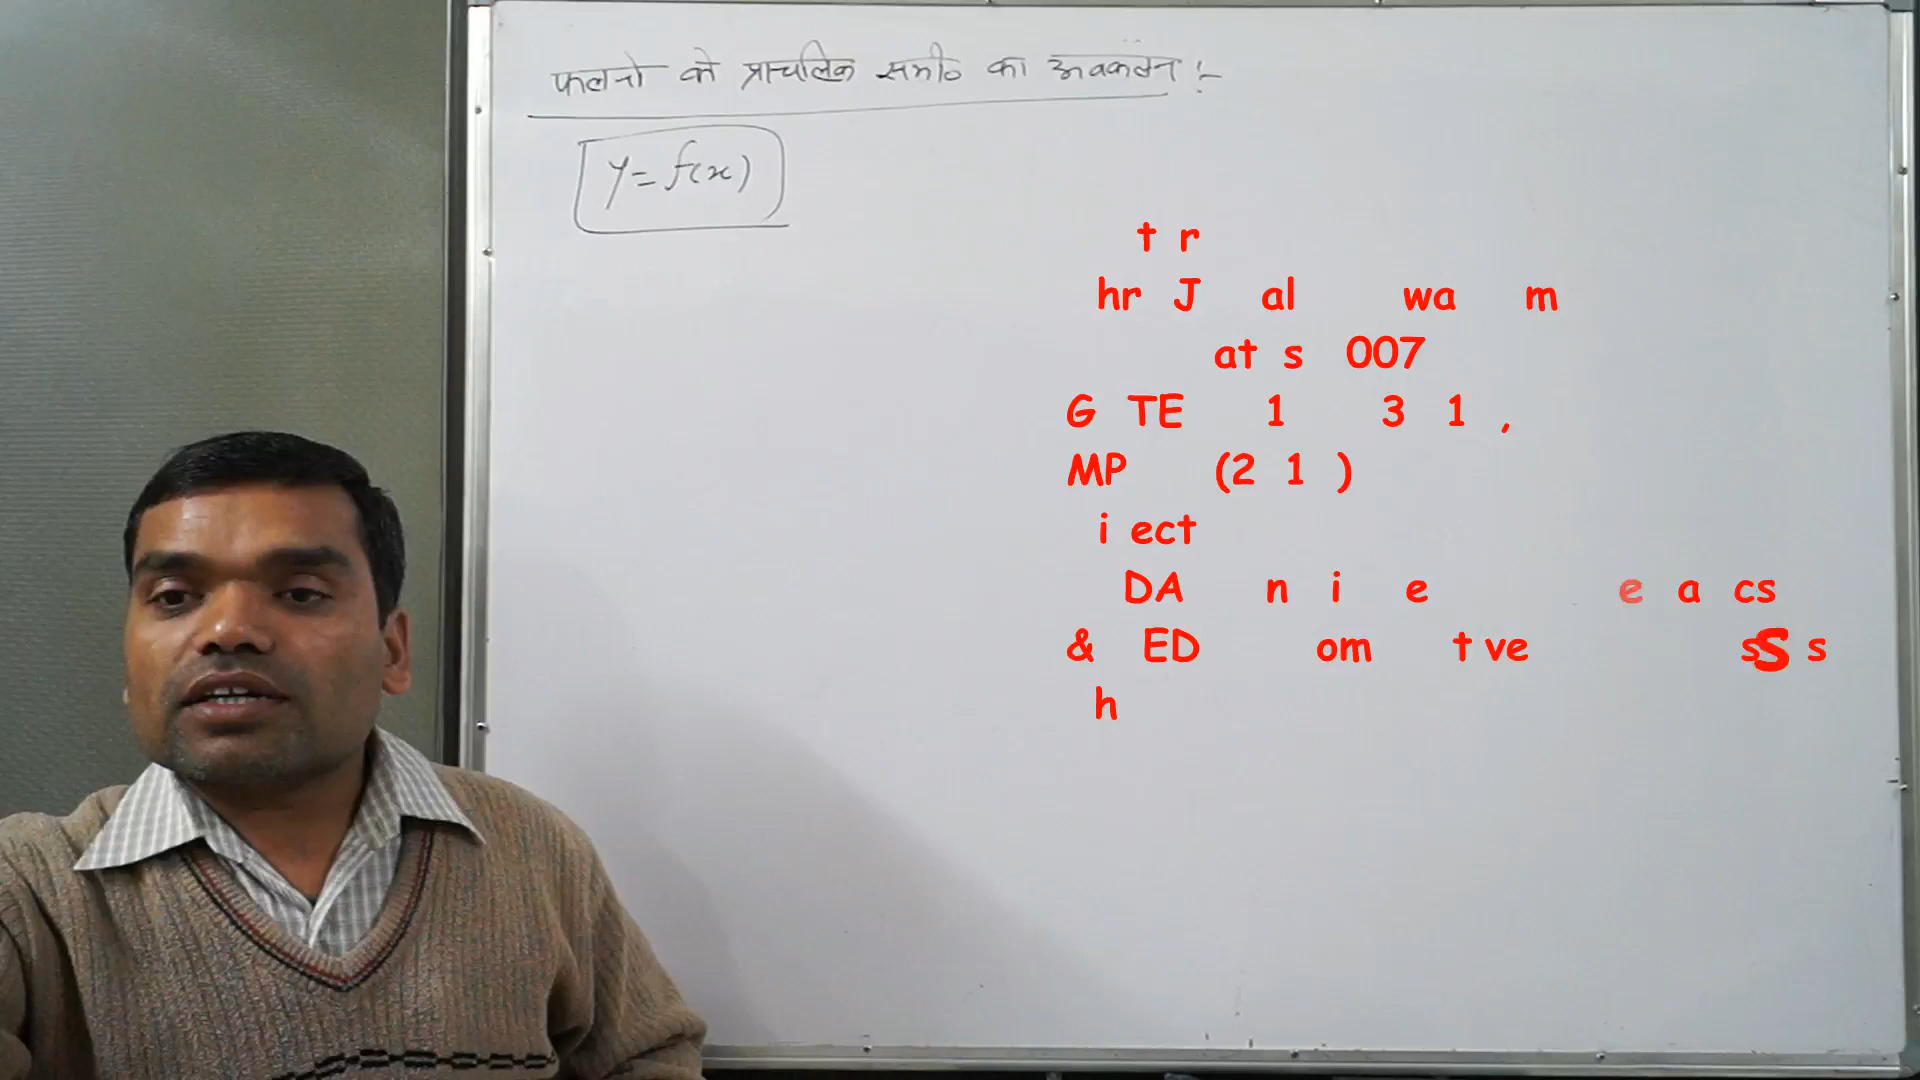 फलनो के प्राचलिक समी० का अवकलन :-
y = f(x)
t r
hr J al wa m
at s 007
G TE 1 3 1 ,
MP (2 1 )
i ect
DA n i e e a cs
& ED om t ve s S s
h